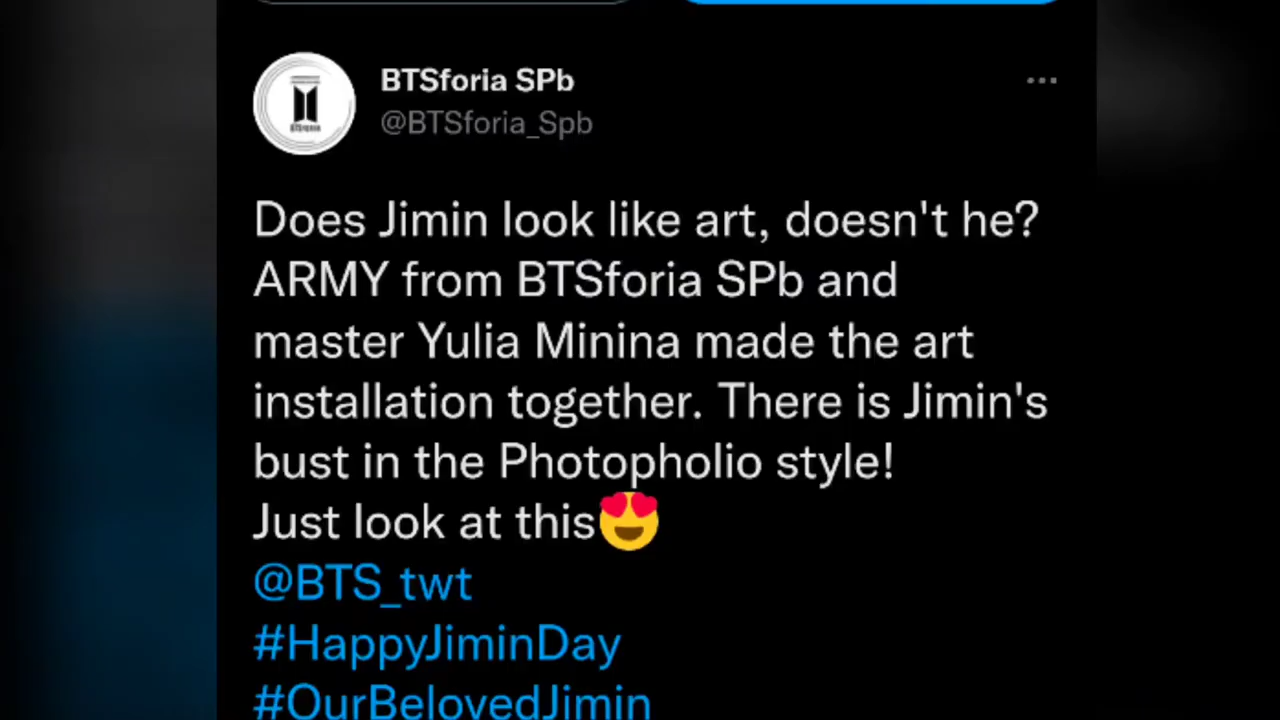 BTSforia SPb
@BTSforia_Spb
Does Jimin look like art, doesn't he?
ARMY from BTSforia SPb and
master Yulia Minina made the art
installation together. There is Jimin's
bust in the Photopholio style!
Just look at this😍
@BTS_twt
#HappyJiminDay
#OurBelovedJimin